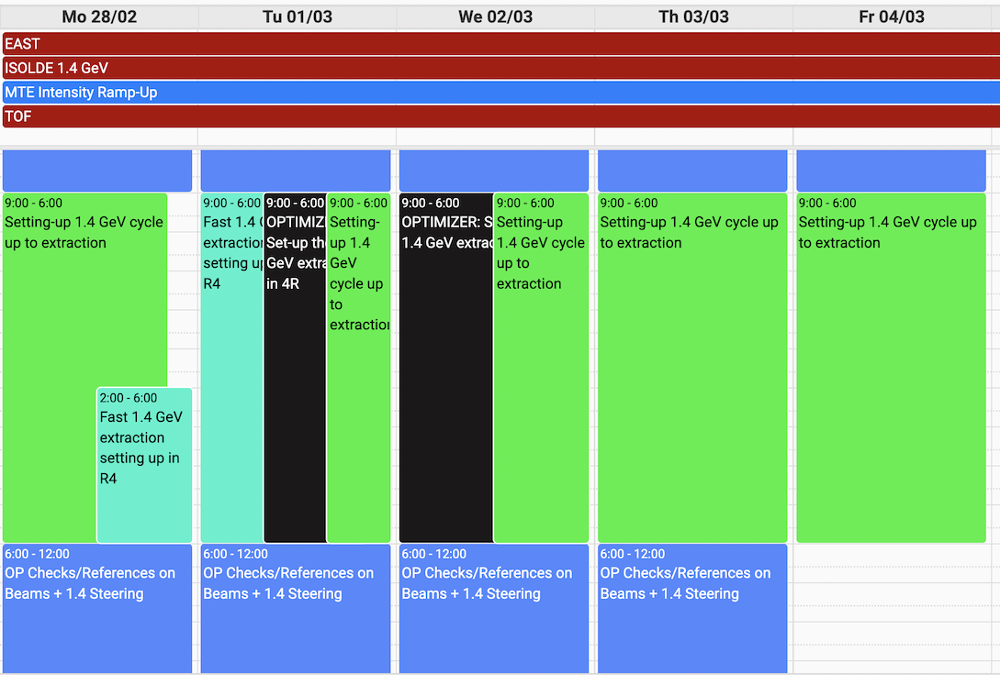 Mo 28/02
Tu 01/03
We 02/03
Th 03/03
Fr 04/03
EAST
ISOLDE 1.4 GeV
MTE Intensity Ramp-Up
TOF
9:00 - 6:00
Setting-up 1.4 GeV cycle
up to extraction
2:00 - 6:00
Fast 1.4 GeV
extraction
setting up in
R4
6:00 - 12:00
OP Checks/References on
Beams + 1.4 Steering
9:00 - 6:00
Fast 1.4
extraction
setting up
R4
9:00 - 6:00
OPTIMIZ
Set-up th
GeV extra
in 4R
9:00 - 6:00
Setting-
up 1.4
GeV
cycle up
to
extraction
6:00 - 12:00
OP Checks/References on
Beams + 1.4 Steering
9:00 - 6:00
OPTIMIZER: S
1.4 GeV extrac
9:00 - 6:00
Setting-up
1.4 GeV cycle
up to
extraction
6:00 - 12:00
OP Checks/References on
Beams + 1.4 Steering
9:00 - 6:00
Setting-up 1.4 GeV cycle up
to extraction
6:00 - 12:00
OP Checks/References on
Beams + 1.4 Steering
9:00 - 6:00
Setting-up 1.4 GeV cycle up
to extraction